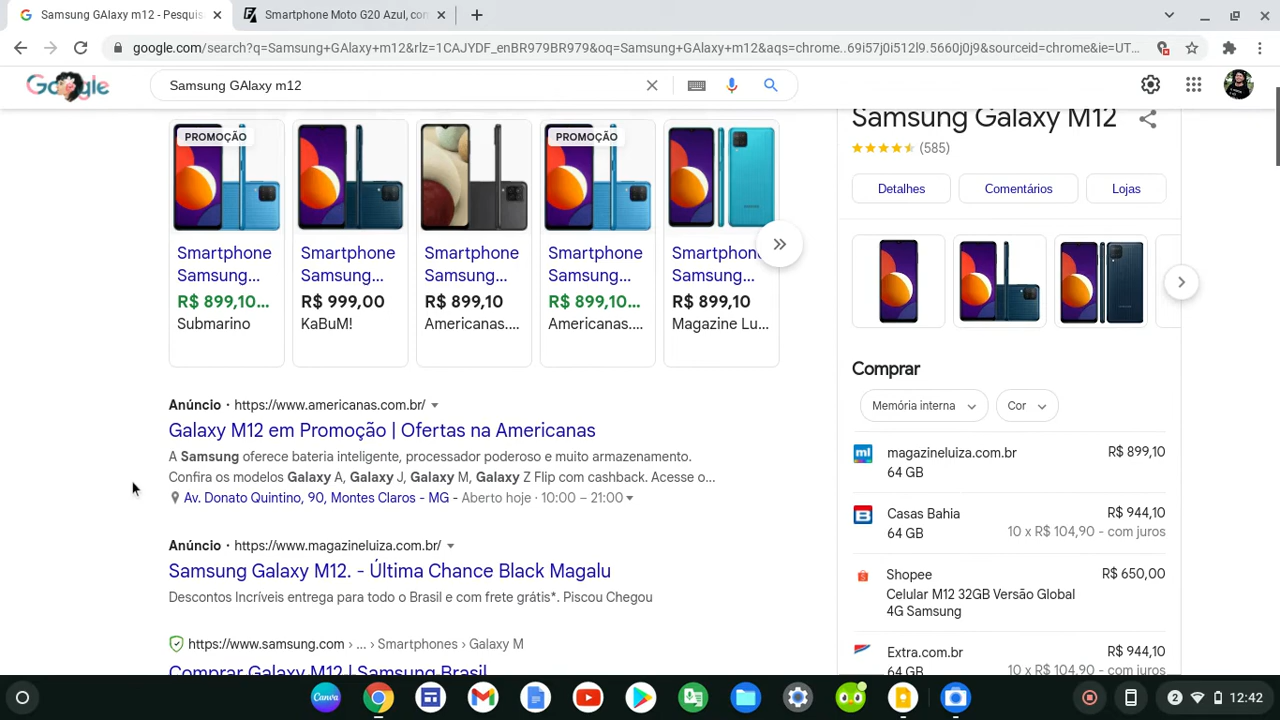 Samsung GAlaxy m12 - Pesquis
Smartphone Moto G20 Azul, con
google.com/search?q=Samsung+GAlaxy+m12&rlz=1CAJYDF_enBR979BR979&oq=Samsung+GAlaxy+m12&aqs=chrome..69i57j0i512l9.5660j0j9&sourceid=chrome&ie=UT...
Google
Samsung GAlaxy m12
PROMOÇÃO
Smartphone
Samsung...
R$ 899,10...
Submarino
Smartphone
Samsung...
R$ 999,00
KaBuM!
Smartphone
Samsung...
R$ 899,10
Americanas....
PROMOÇÃO
Smartphone
Samsung...
R$ 899,10...
Americanas....
Smartphone
Samsung...
R$ 899,10
Magazine Lu...
Anúncio · https://www.americanas.com.br/
Galaxy M12 em Promoção | Ofertas na Americanas
A Samsung oferece bateria inteligente, processador poderoso e muito armazenamento.
Confira os modelos Galaxy A, Galaxy J, Galaxy M, Galaxy Z Flip com cashback. Acesse o...
Av. Donato Quintino, 90, Montes Claros - MG - Aberto hoje · 10:00 – 21:00
Anúncio · https://www.magazineluiza.com.br/
Samsung Galaxy M12. - Última Chance Black Magalu
Descontos Incríveis entrega para todo o Brasil e com frete grátis*. Piscou Chegou
https://www.samsung.com › ... › Smartphones › Galaxy M
Comprar Galaxy M12 | Samsung Brasil
Samsung Galaxy M12
(585)
Detalhes
Comentários
Lojas
Comprar
Memória interna
Cor
ml
magazineluiza.com.br
R$ 899,10
64 GB
B
Casas Bahia
R$ 944,10
64 GB
10 x R$ 104,90 - com juros
Shopee
R$ 650,00
Celular M12 32GB Versão Global
4G Samsung
Extra.com.br
R$ 944,10
64 GB
10 x R$ 104,90 - com juros
Canva
2
12:42